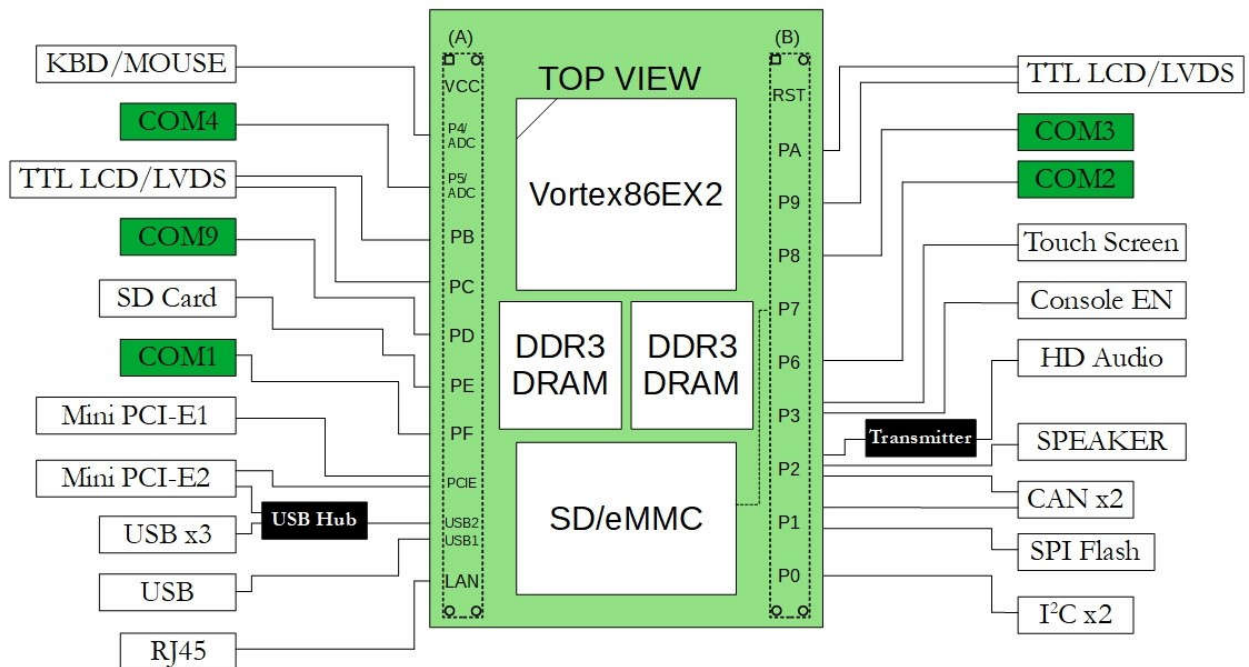 KBD/MOUSE
COM4
TTL LCD/LVDS
COM9
SD Card
COM1
Mini PCI-E1
Mini PCI-E2
USB Hub
USB x3
USB
RJ45
(A)
VCC
P4/
ADC
P5/
ADC
PB
PC
PD
PE
PF
PCIE
USB2
USB1
LAN
TOP VIEW
Vortex86EX2
DDR3
DRAM
DDR3
DRAM
SD/eMMC
(B)
RST
PA
P9
P8
P7
P6
P3
P2
P1
P0
TTL LCD/LVDS
COM3
COM2
Touch Screen
Console EN
HD Audio
Transmitter
SPEAKER
CAN x2
SPI Flash
I²C x2